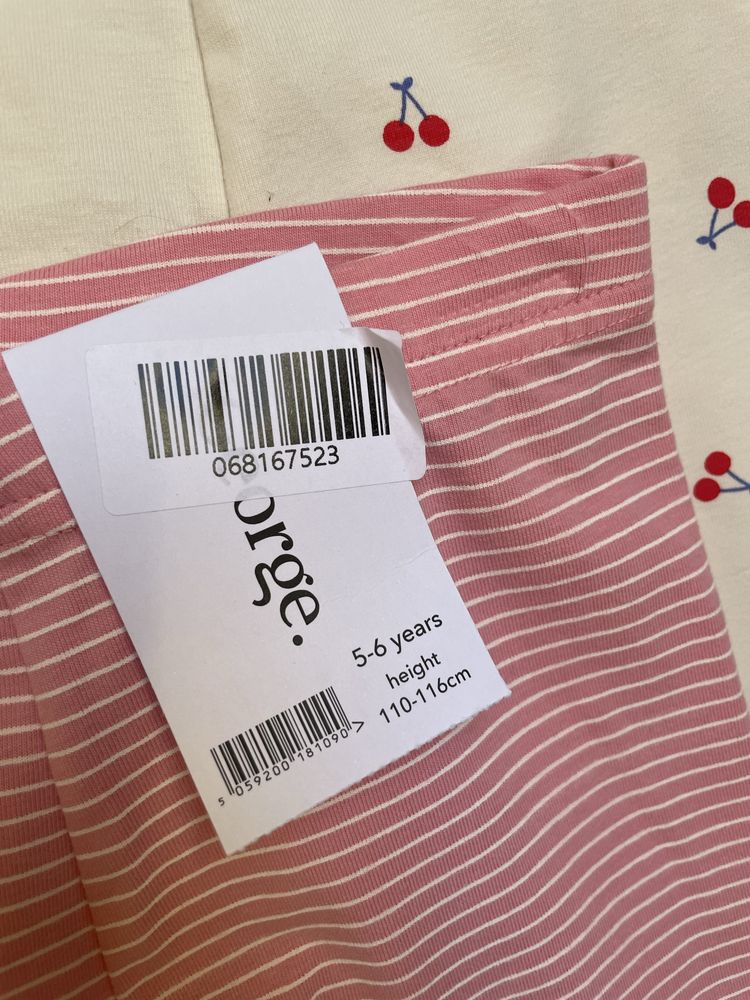 068167523
orge.
5-6 years
height
110-116cm
5 059200 181090 >